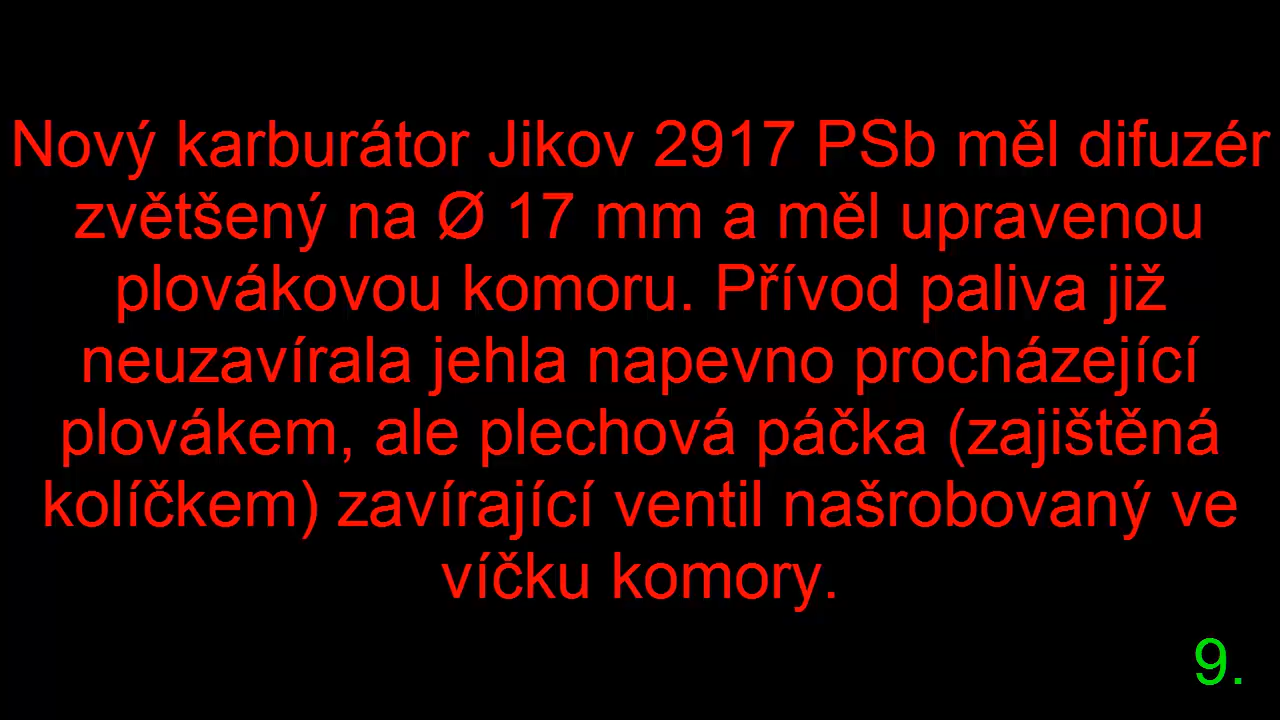 Nový karburátor Jikov 2917 PSb měl difuzér
zvětšený na Ø 17 mm a měl upravenou
plovákovou komoru. Přívod paliva již
neuzavírala jehla napevno procházející
plovákem, ale plechová páčka (zajištěná
kolíčkem) zavírající ventil našrobovaný ve
víčku komory.
9.